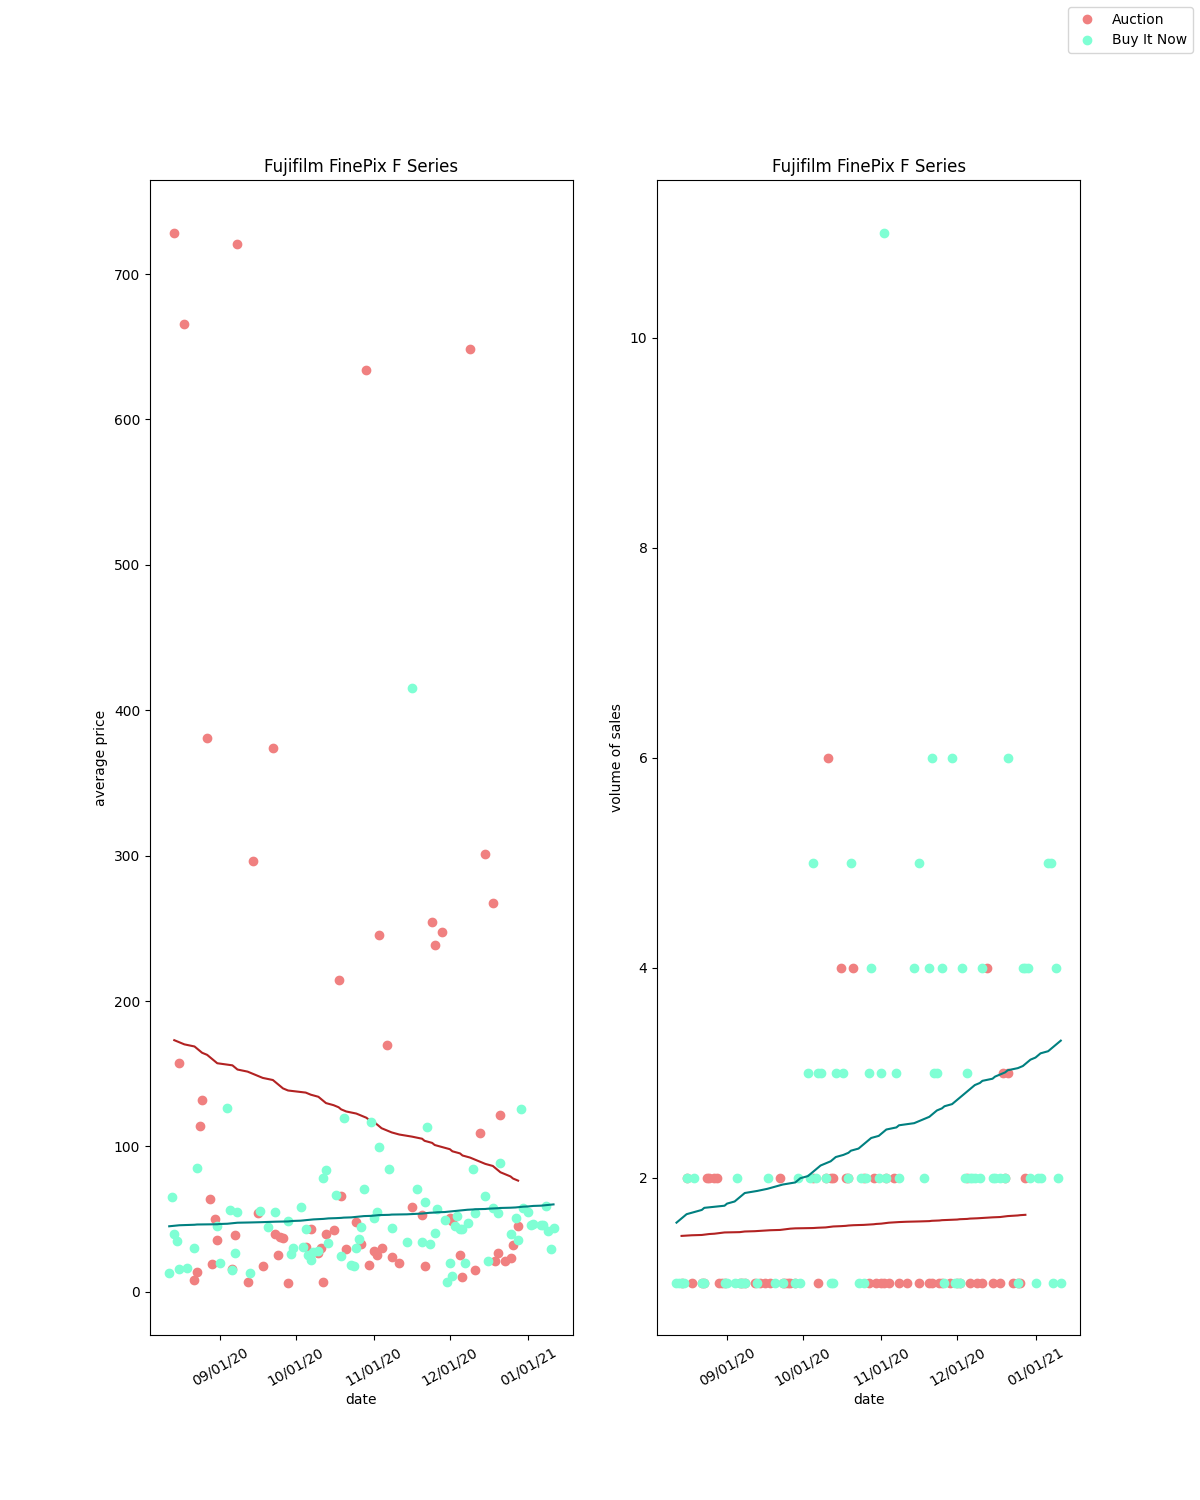 Auction
Buy It Now
Fujifilm FinePix F Series
Fujifilm FinePix F Series
average price
700
600
500
400
300
200
100
0
09/01/20
10/01/20
11/01/20
12/01/20
01/01/21
date
volume of sales
10
8
6
4
2
09/01/20
10/01/20
11/01/20
12/01/20
01/01/21
date